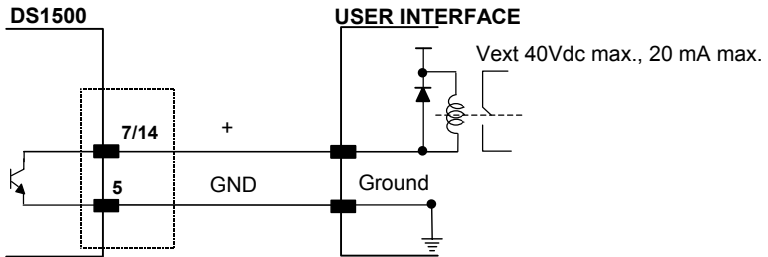 DS1500
USER INTERFACE
Vext 40Vdc max., 20 mA max.
7/14
+
5
GND
Ground